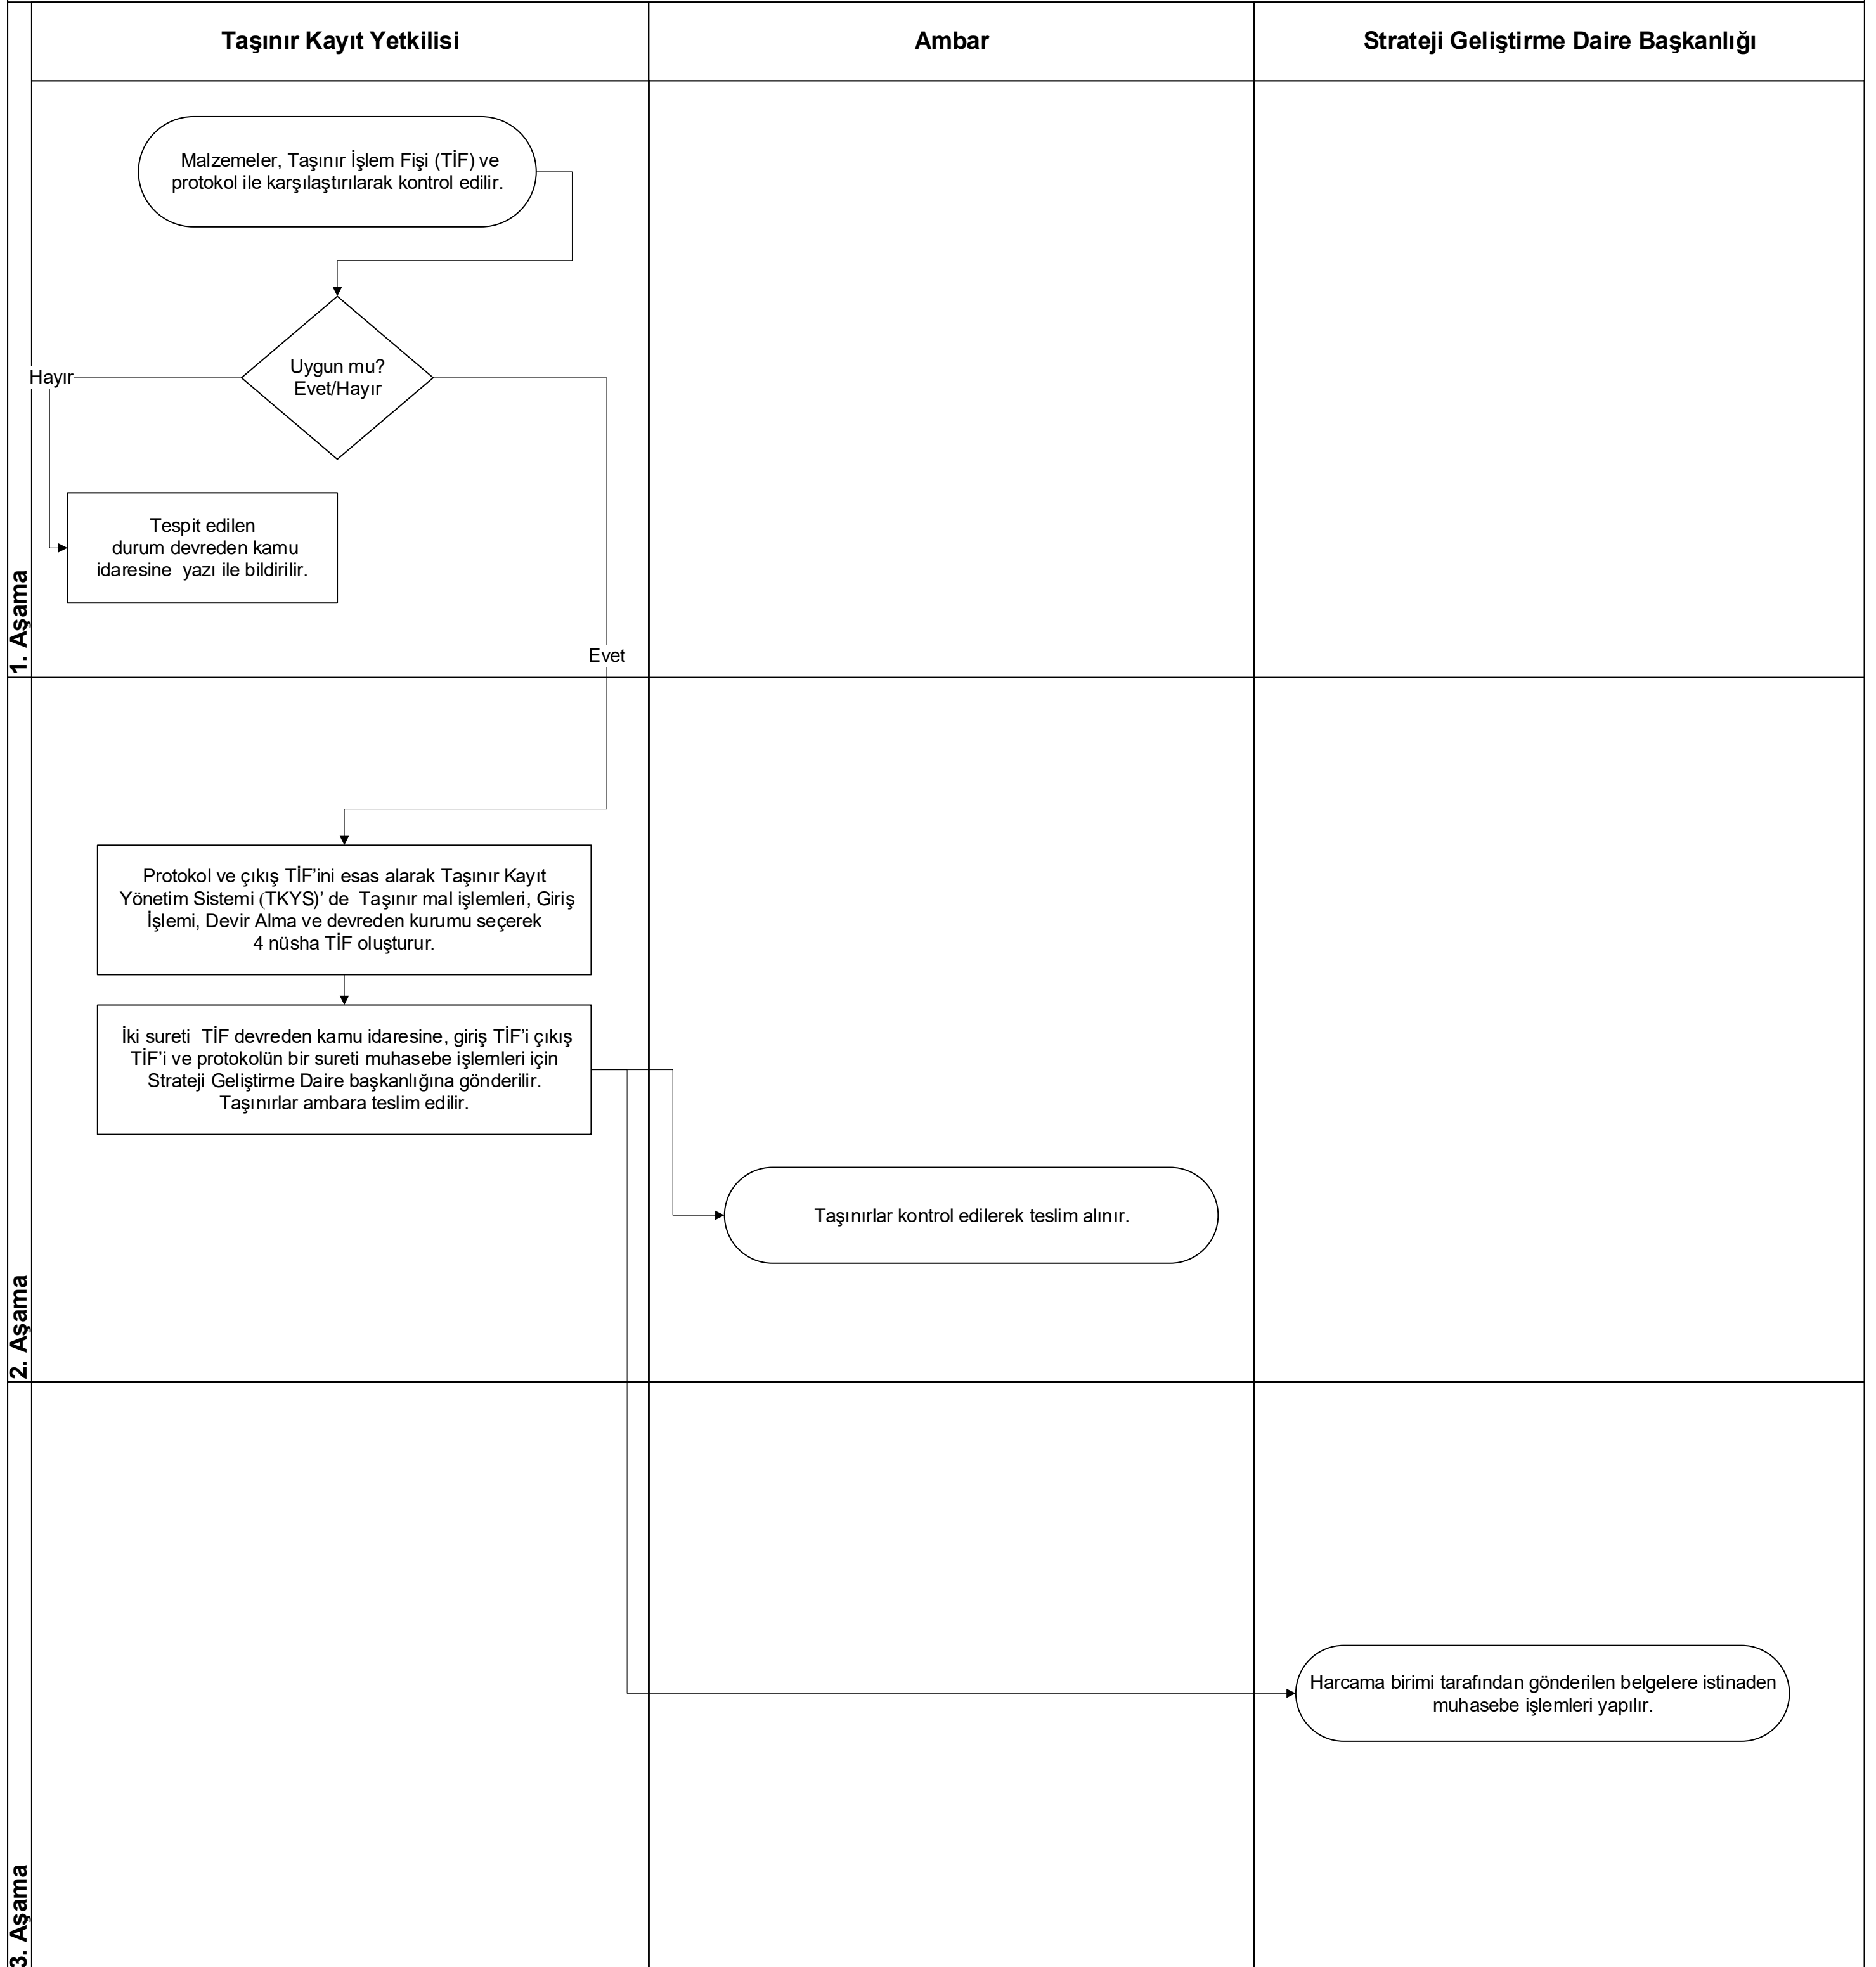 Taşınır Kayıt Yetkilisi
Ambar
Strateji Geliştirme Daire Başkanlığı
1. Aşama
Malzemeler, Taşınır İşlem Fişi (TİF) ve
protokol ile karşılaştırılarak kontrol edilir.
Uygun mu?
Evet/Hayır
Hayır
Tespit edilen
durum devreden kamu
idaresine yazı ile bildirilir.
Evet
2. Aşama
Protokol ve çıkış TİF’ini esas alarak Taşınır Kayıt
Yönetim Sistemi (TKYS)’ de Taşınır mal işlemleri, Giriş
İşlemi, Devir Alma ve devreden kurumu seçerek
4 nüsha TİF oluşturur.
İki sureti TİF devreden kamu idaresine, giriş TİF’i çıkış
TİF’i ve protokolün bir sureti muhasebe işlemleri için
Strateji Geliştirme Daire başkanlığına gönderilir.
Taşınırlar ambara teslim edilir.
Taşınırlar kontrol edilerek teslim alınır.
3. Aşama
Harcama birimi tarafından gönderilen belgelere istinaden
muhasebe işlemleri yapılır.